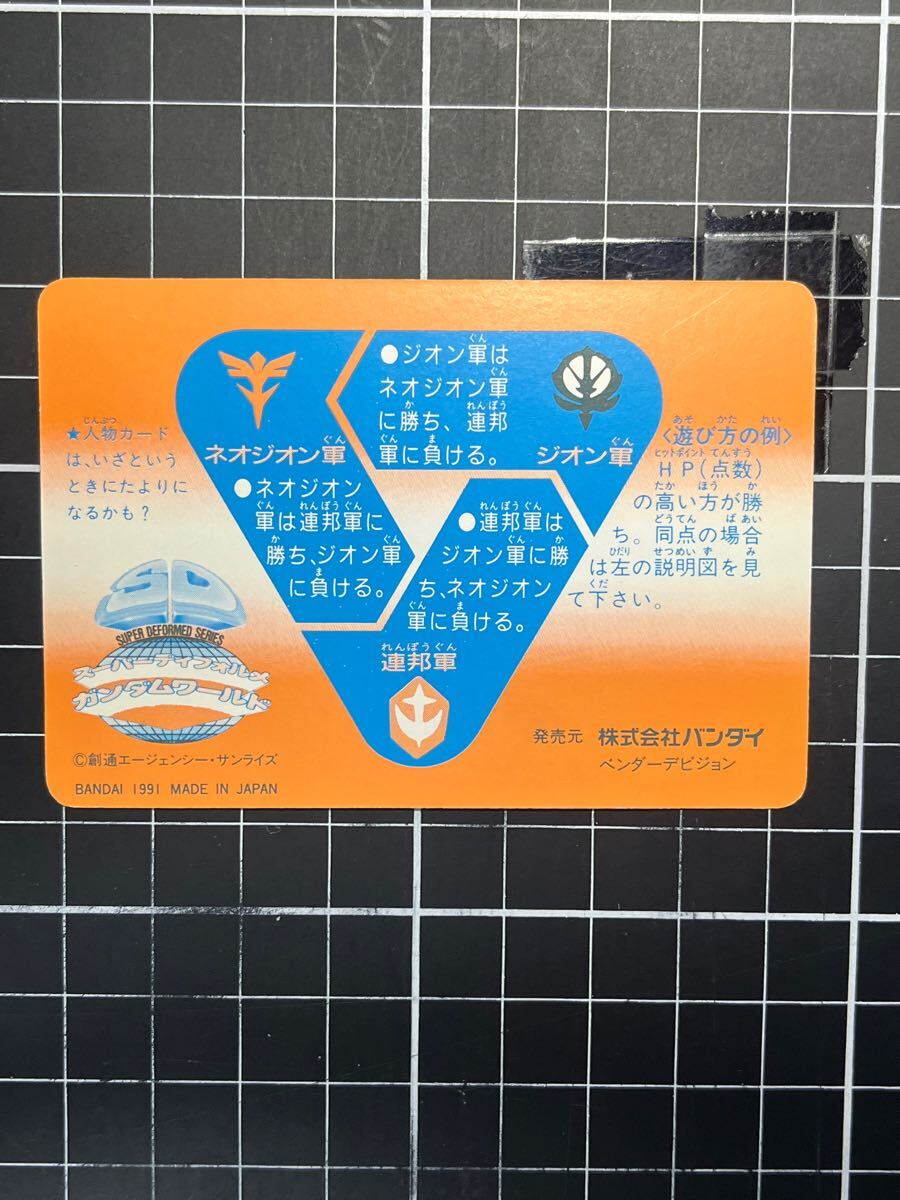 ★人物カード
は、いざという
ときにたよりに
なるかも？
ネオジオン軍
●ネオジオン
軍は連邦軍に
勝ち、ジオン軍
に負ける。
●ジオン軍は
ネオジオン軍
に勝ち、連邦
軍に負ける。
ジオン軍
●連邦軍は
ジオン軍に勝
ち、ネオジオン
軍に負ける。
連邦軍
〈遊び方の例〉
HP(点数)
の高い方が勝
ち。同点の場合
は左の説明図を見
て下さい。
SD
SUPER DEFORMED SERIES
スーパーディフォルメ
ガンダムワールド
©創通エージェンシー・サンライズ
BANDAI 1991 MADE IN JAPAN
発売元 株式会社バンダイ
ベンダーデビジョン